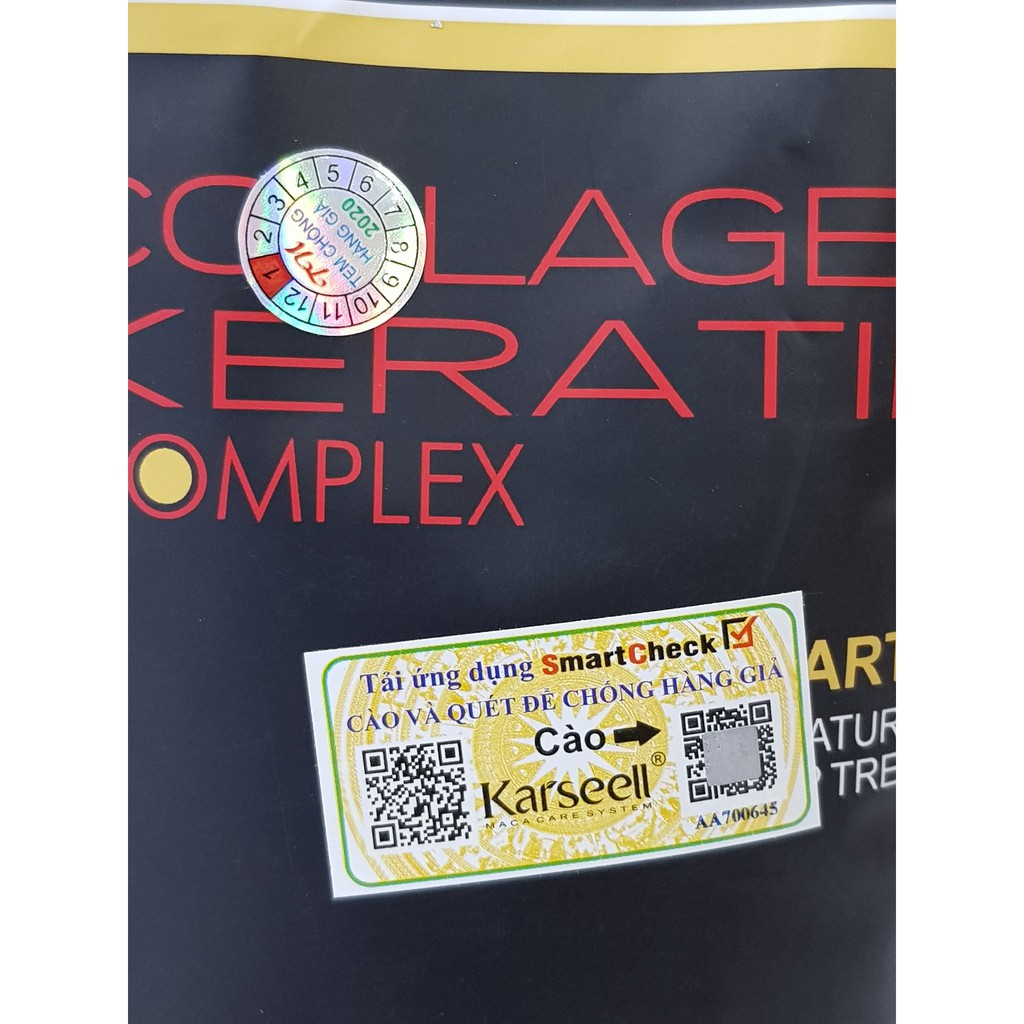 COLLAGE
KERATI
COMPLEX
1 2 3 4 5 6 7 8 9 10 11 12
TEM CHỐNG
HÀNG GIẢ
2020
Tải ứng dụng SmartCheck
CÀO VÀ QUÉT ĐỂ CHỐNG HÀNG GIẢ
Cào
Karseell®
MACA CARE SYSTEM
AA700645
ART
ATUR
P TRE